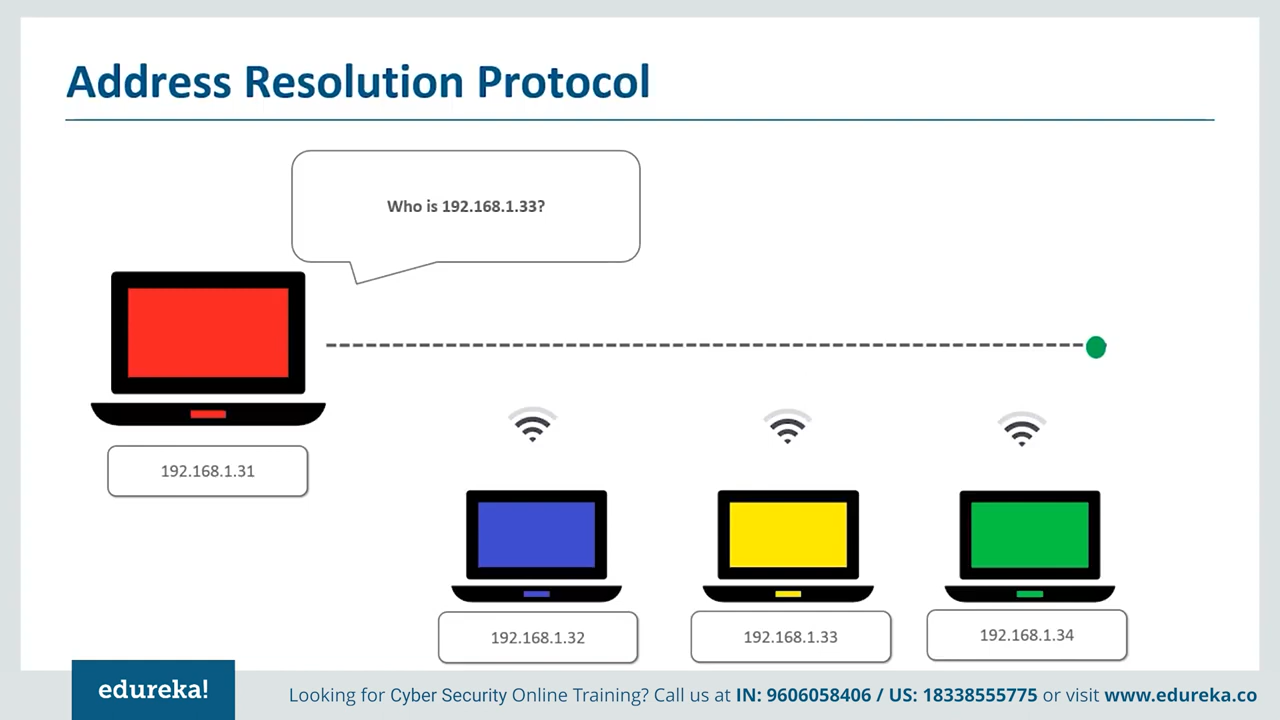 Address Resolution Protocol
Who is 192.168.1.33?
192.168.1.31
192.168.1.32
192.168.1.33
192.168.1.34
edureka!
Looking for Cyber Security Online Training? Call us at IN: 9606058406 / US: 18338555775 or visit www.edureka.co